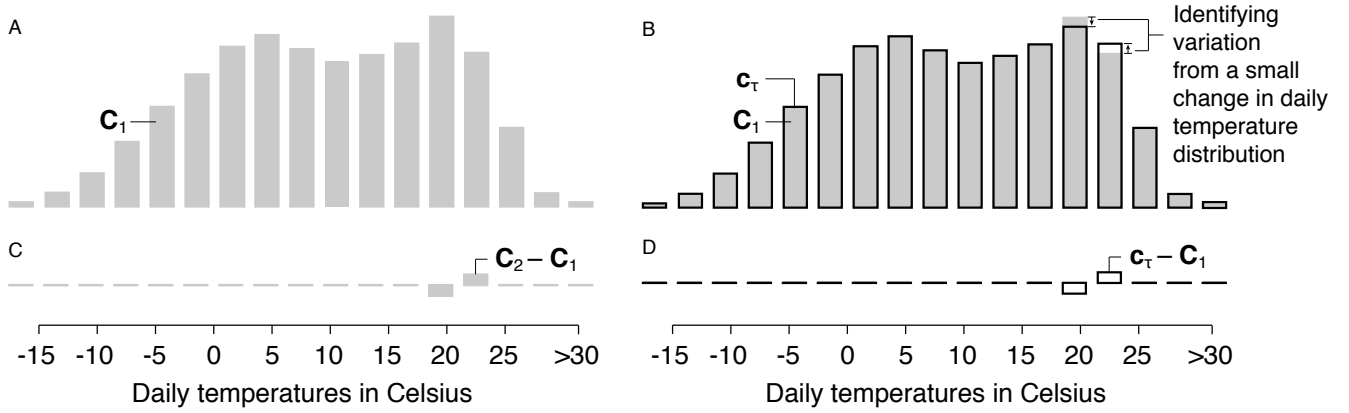 A
C₁
B
c_τ
C₁
Identifying
variation
from a small
change in daily
temperature
distribution
C
C₂ – C₁
D
c_τ – C₁
-15 -10 -5 0 5 10 15 20 25 >30
Daily temperatures in Celsius
-15 -10 -5 0 5 10 15 20 25 >30
Daily temperatures in Celsius